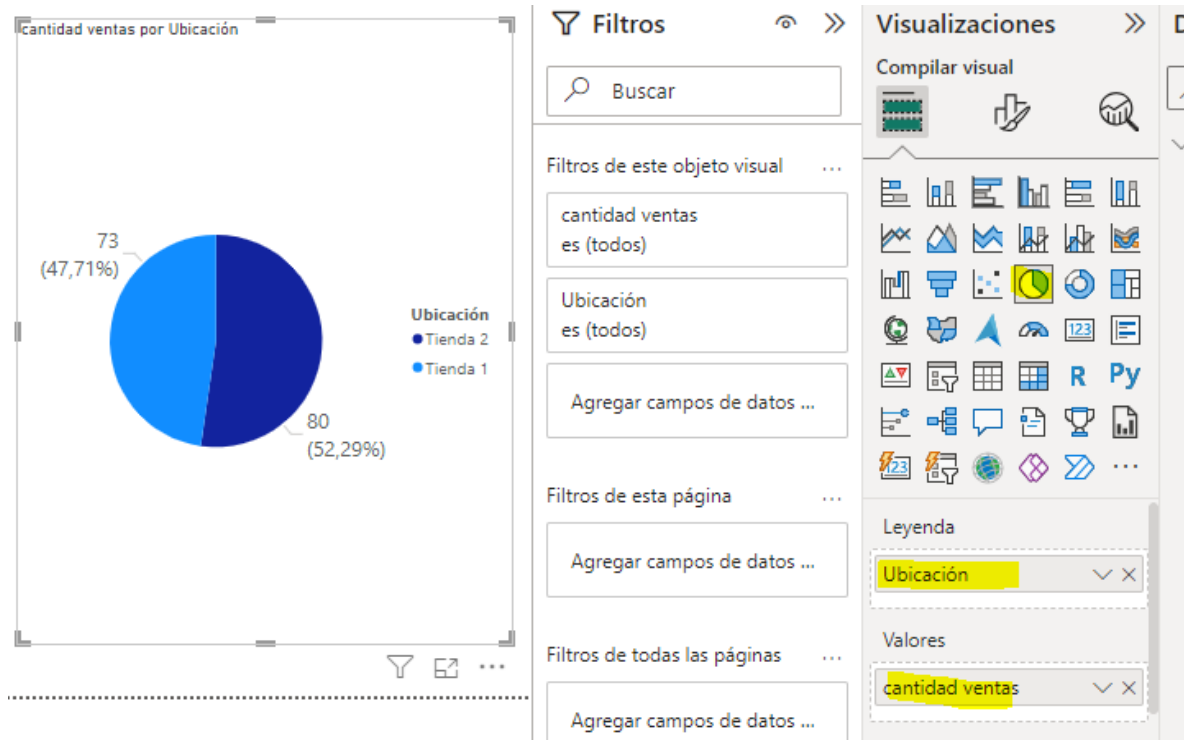 cantidad ventas por Ubicación
73
(47,71%)
80
(52,29%)
Ubicación
Tienda 2
Tienda 1
Filtros
Buscar
Filtros de este objeto visual
...
cantidad ventas
es (todos)
Ubicación
es (todos)
Agregar campos de datos ...
Filtros de esta página
...
Agregar campos de datos ...
Filtros de todas las páginas
...
Agregar campos de datos ...
Visualizaciones
Compilar visual
123
R
Py
123
Leyenda
Ubicación
Valores
cantidad ventas
D